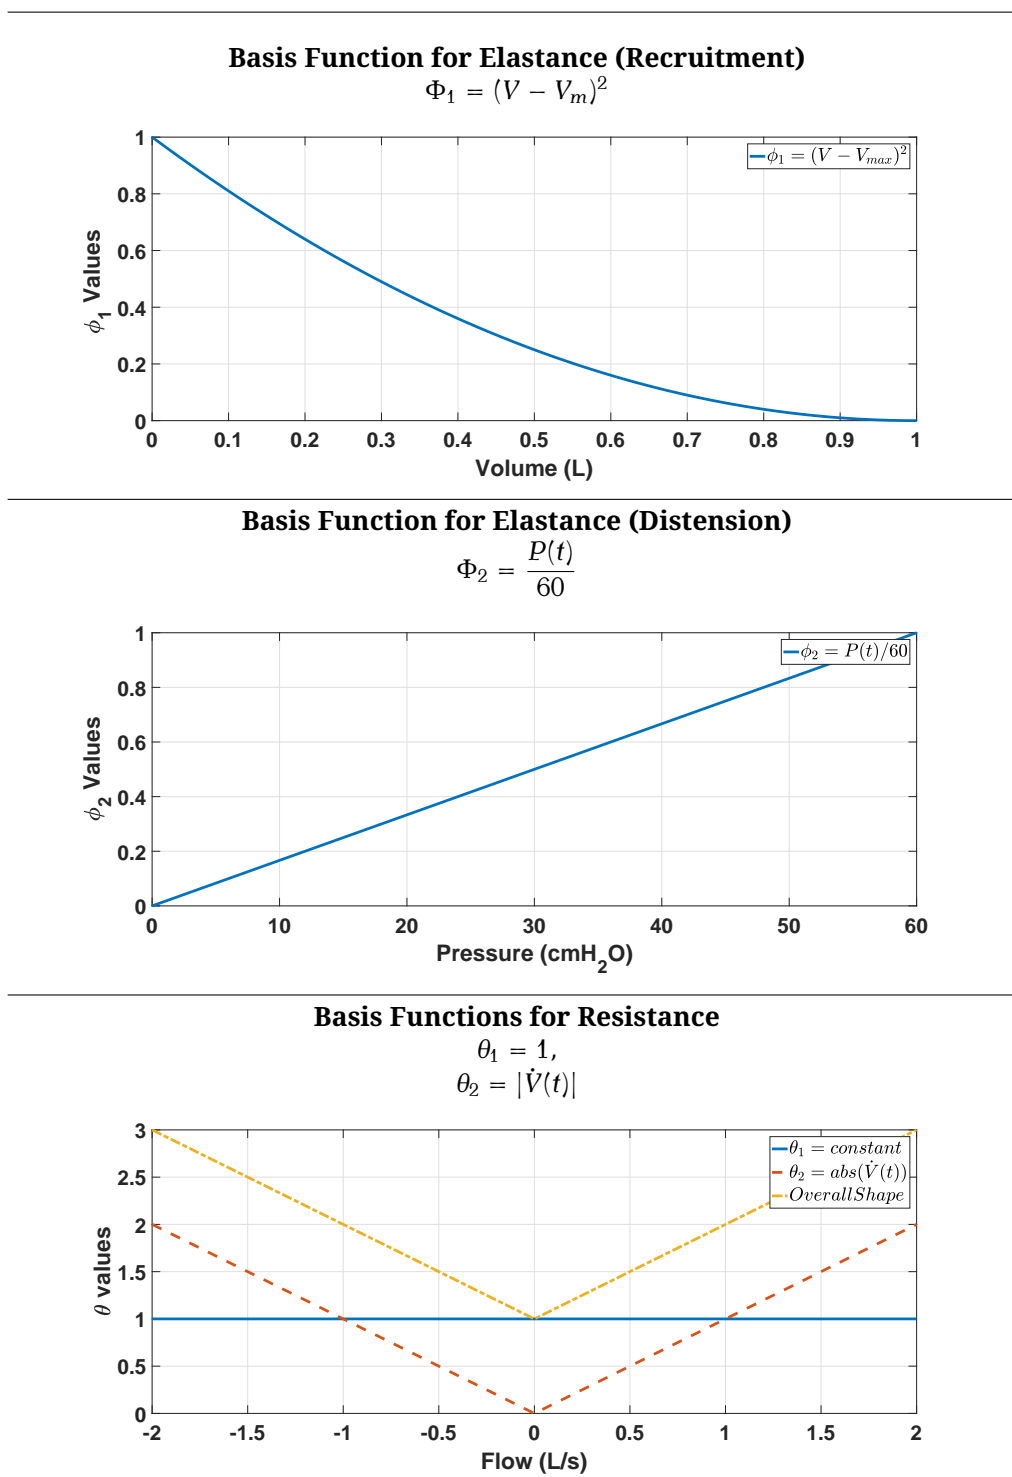 Basis Function for Elastance (Recruitment)
Φ₁ = (V − Vₘ)²
ϕ₁ = (V − Vₘₐₓ)²
1
0.8
0.6
0.4
0.2
0
ϕ₁ Values
0 0.1 0.2 0.3 0.4 0.5 0.6 0.7 0.8 0.9 1
Volume (L)
Basis Function for Elastance (Distension)
Φ₂ = P(t)/60
ϕ₂ = P(t)/60
1
0.8
0.6
0.4
0.2
0
ϕ₂ Values
0 10 20 30 40 50 60
Pressure (cmH₂O)
Basis Functions for Resistance
θ₁ = 1,
θ₂ = |V̇(t)|
θ₁ = constant
θ₂ = abs(V̇(t))
OverallShape
3
2.5
2
1.5
1
0.5
0
θ values
-2 -1.5 -1 -0.5 0 0.5 1 1.5 2
Flow (L/s)